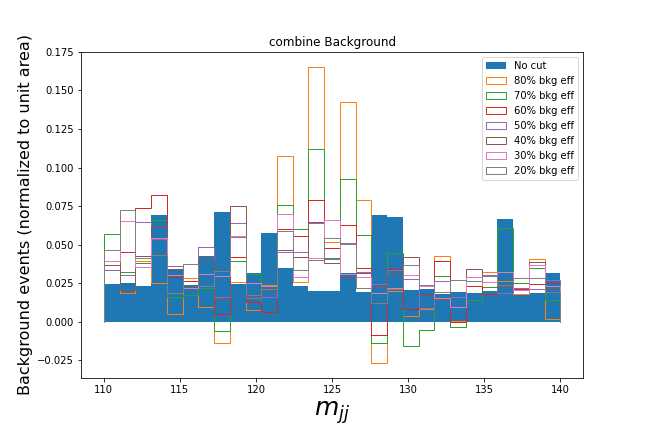 combine Background
Background events (normalized to unit area)
0.175
0.150
0.125
0.100
0.075
0.050
0.025
0.000
−0.025
No cut
80% bkg eff
70% bkg eff
60% bkg eff
50% bkg eff
40% bkg eff
30% bkg eff
20% bkg eff
110 115 120 125 130 135 140
m_{jj}